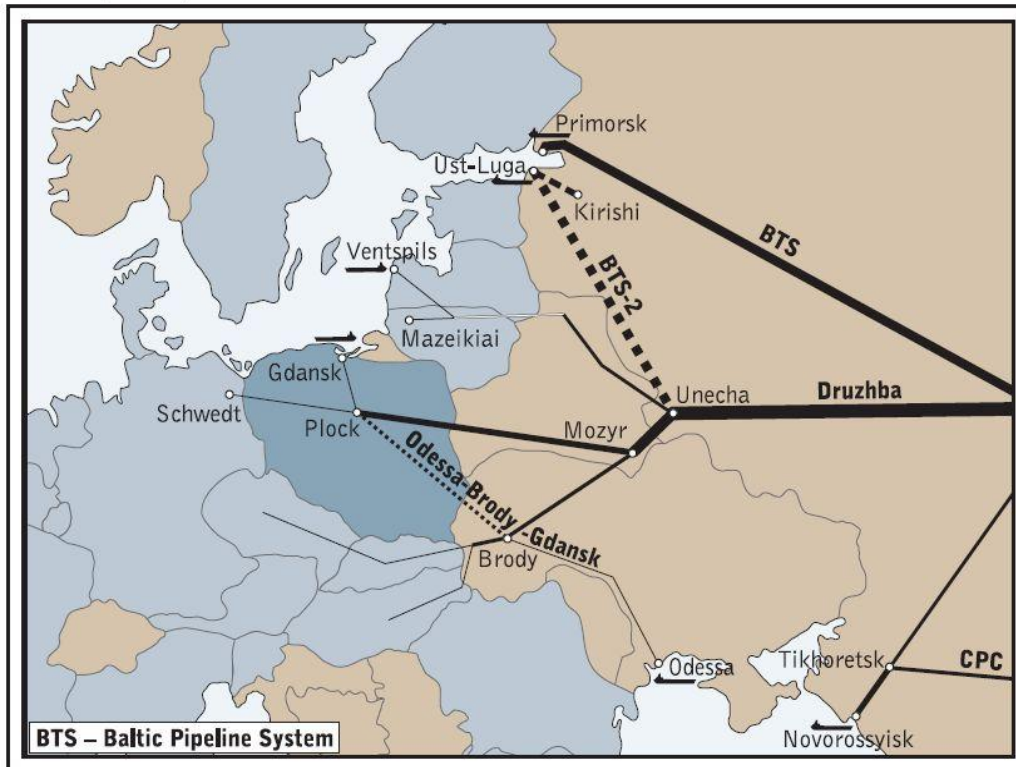 Primorsk
Ust-Luga
Kirishi
BTS
Ventspils
BTS-2
Mazeikiai
Gdansk
Schwedt
Plock
Unecha
Druzhba
Mozyr
Odessa-Brody-Gdansk
Brody
Odessa
Tikhoretsk
CPC
Novorossyisk
BTS – Baltic Pipeline System